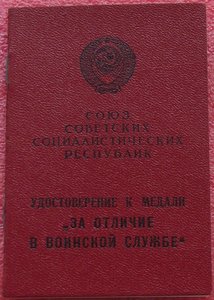 СОЮЗ
СОВЕТСКИХ
СОЦИАЛИСТИЧЕСКИХ
РЕСПУБЛИК
УДОСТОВЕРЕНИЕ К МЕДАЛИ
„ЗА ОТЛИЧИЕ
В ВОИНСКОЙ СЛУЖБЕ“